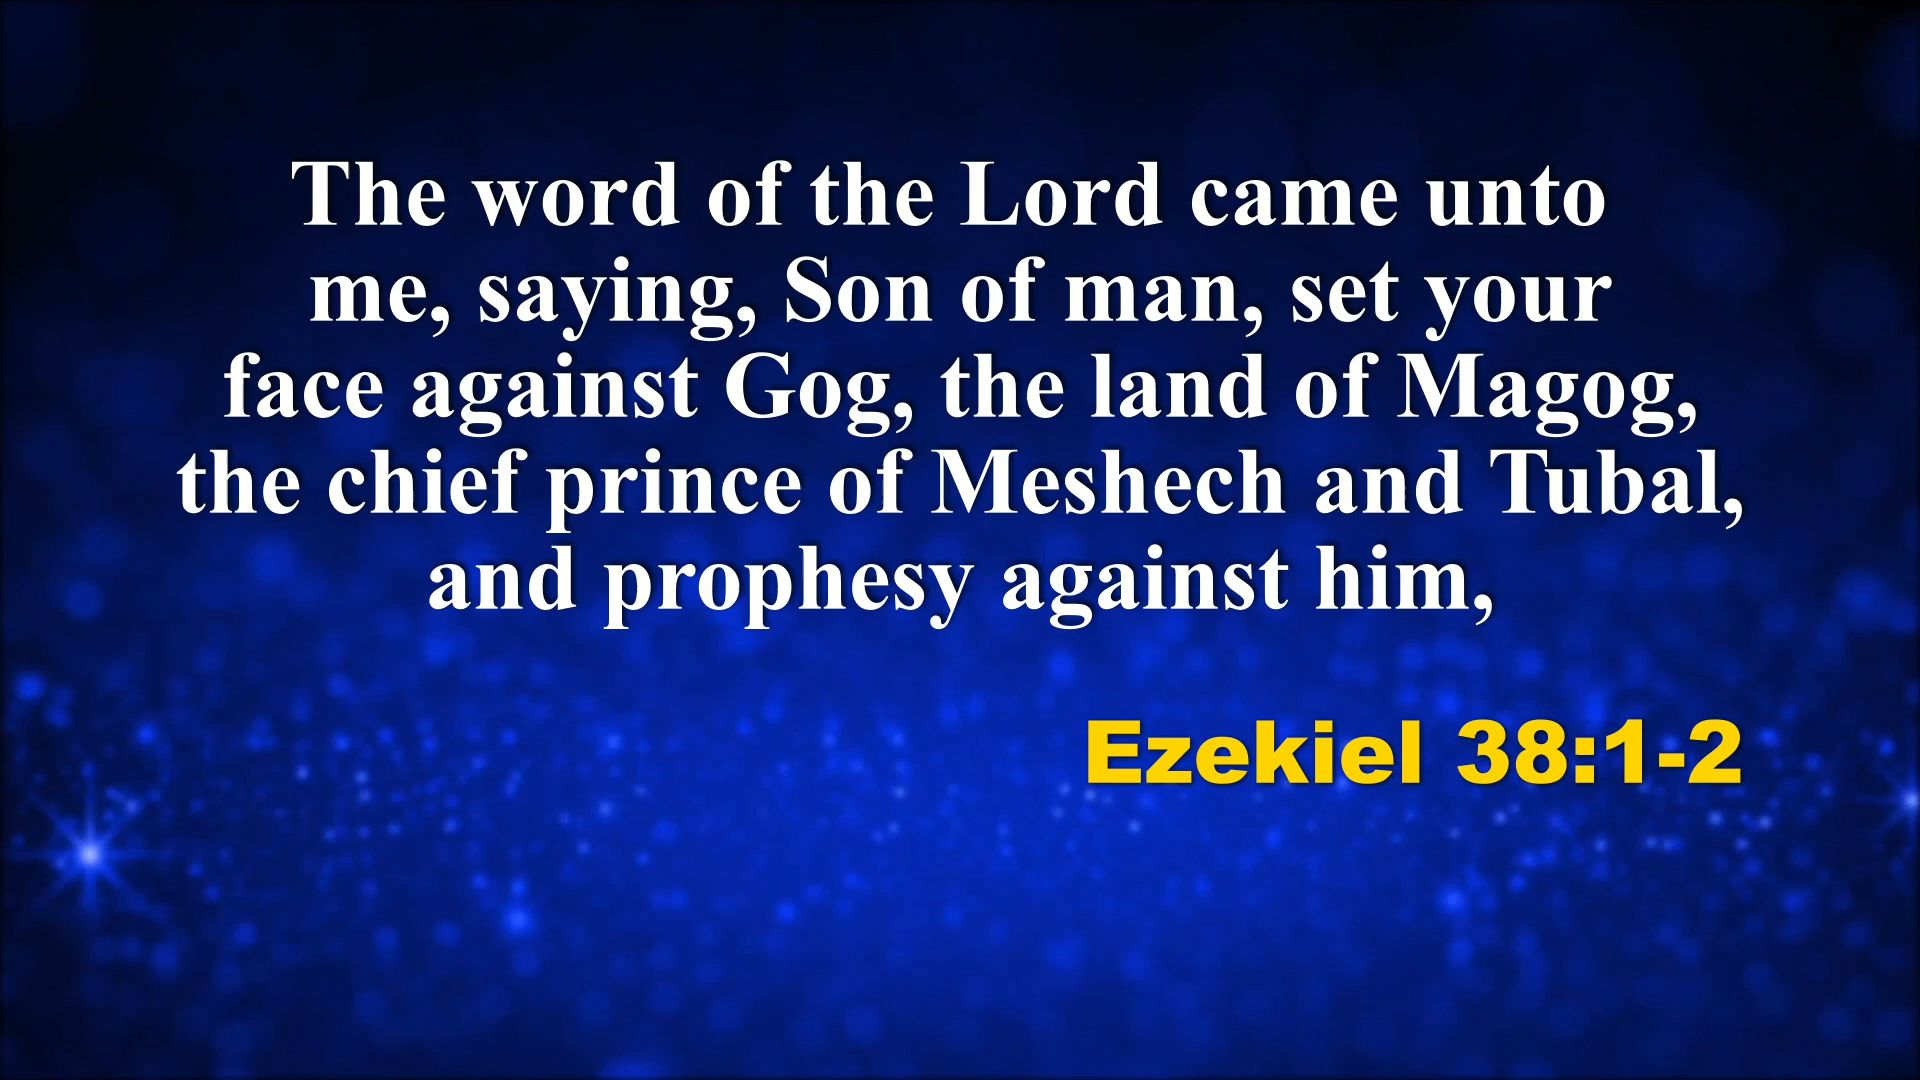 The word of the Lord came unto
me, saying, Son of man, set your
face against Gog, the land of Magog,
the chief prince of Meshech and Tubal,
and prophesy against him,
Ezekiel 38:1-2